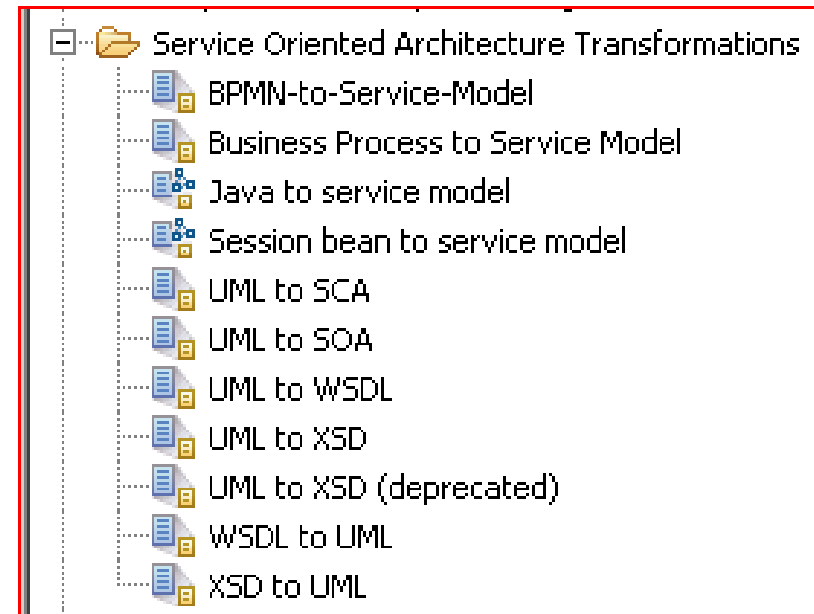 Service Oriented Architecture Transformations
BPMN-to-Service-Model
Business Process to Service Model
Java to service model
Session bean to service model
UML to SCA
UML to SOA
UML to WSDL
UML to XSD
UML to XSD (deprecated)
WSDL to UML
XSD to UML